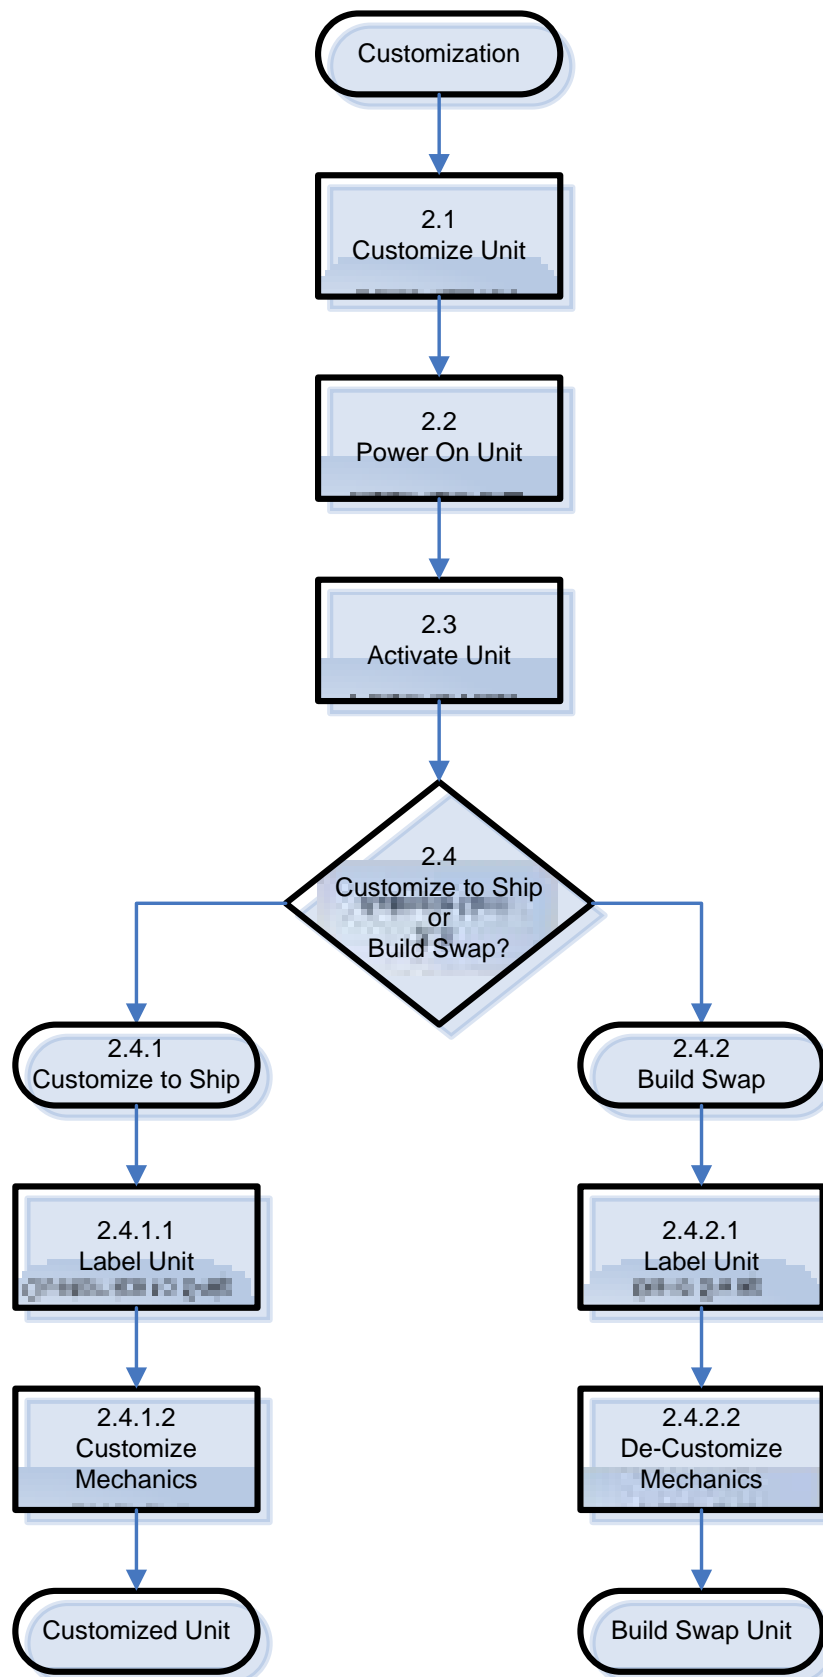 Customization
2.1
Customize Unit
2.2
Power On Unit
2.3
Activate Unit
2.4
Customize to Ship
or
Build Swap?
2.4.1
Customize to Ship
2.4.2
Build Swap
2.4.1.1
Label Unit
2.4.2.1
Label Unit
2.4.1.2
Customize
Mechanics
2.4.2.2
De-Customize
Mechanics
Customized Unit
Build Swap Unit